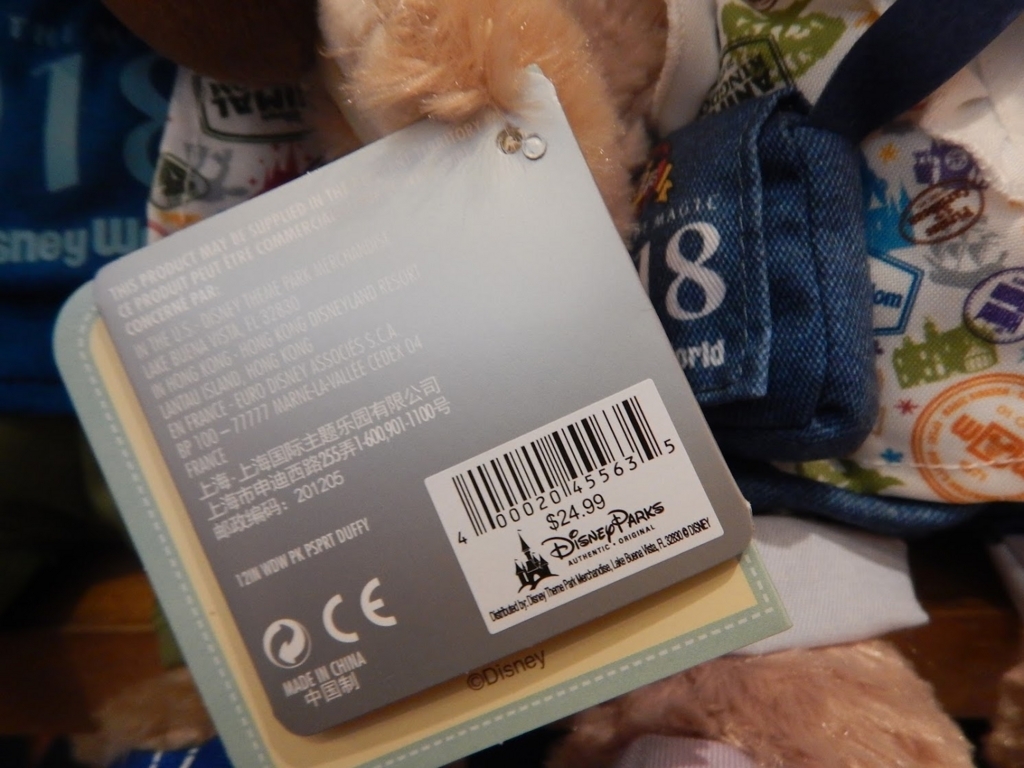 THIS PRODUCT MAY BE SUPPLIED IN THE
CE PRODUIT PEUT ÊTRE COMMERCIA
CONCERNÉ PAR:
IN THE U.S. - DISNEY THEME PARK MERCHANDISE
LAKE BUENA VISTA, FL 82830
IN HONG KONG - HONG KONG DISNEYLAND RESORT
LANTAU ISLAND, HONG KONG
EN FRANCE - EURO DISNEY ASSOCIÉS S.C.A.
BP 100 - 77777 MARNE-LA-VALLEE CEDEX 04
FRANCE
上海 - 上海国际主题乐园有限公司
上海市申迪西路255弄1-600,901-1100号
邮政编码：201205
12IN WDW PK PSPRT DUFFY
CE
MADE IN CHINA
中国制
4 00020 45563 5
$24.99
Disney Parks
AUTHENTIC • ORIGINAL
Distributed by: Disney Theme Park Merchandise, Lake Buena Vista, FL 32830 © DISNEY
©Disney
MAGIC
18
orld
18
sney W